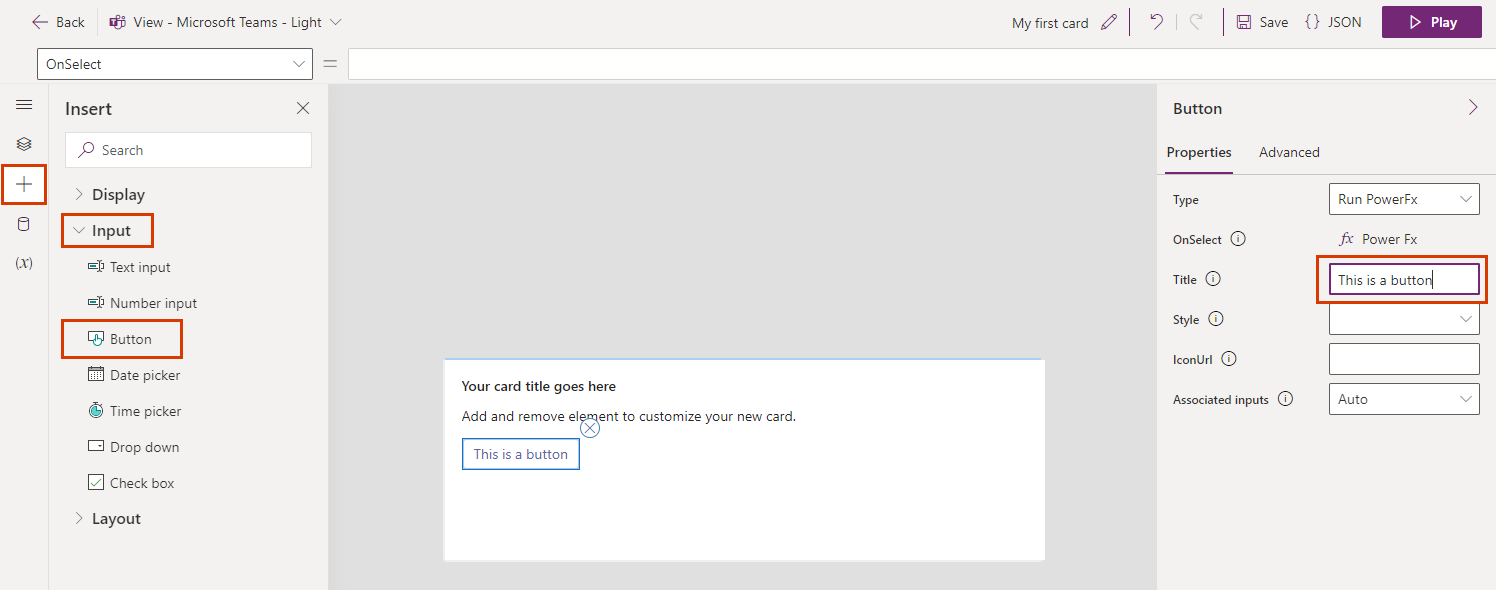 Back
View - Microsoft Teams - Light
My first card
Save
{} JSON
Play
OnSelect
=
Insert
Search
Display
Input
Text input
Number input
Button
Date picker
Time picker
Drop down
Check box
Layout
(x)
Your card title goes here
Add and remove element to customize your new card.
This is a button
Button
Properties Advanced
Type Run PowerFx
OnSelect fx Power Fx
Title This is a button
Style
IconUrl
Associated inputs Auto